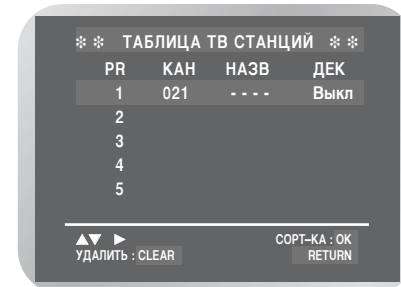 ❇ ❇ ТАБЛИЦА ТВ СТАНЦИЙ ❇ ❇
PR КАН НАЗВ ДЕК
1 021 - - - - Выкл
2
3
4
5
▲▼ ► СОРТ–КА : OK
УДАЛИТЬ : CLEAR RETURN